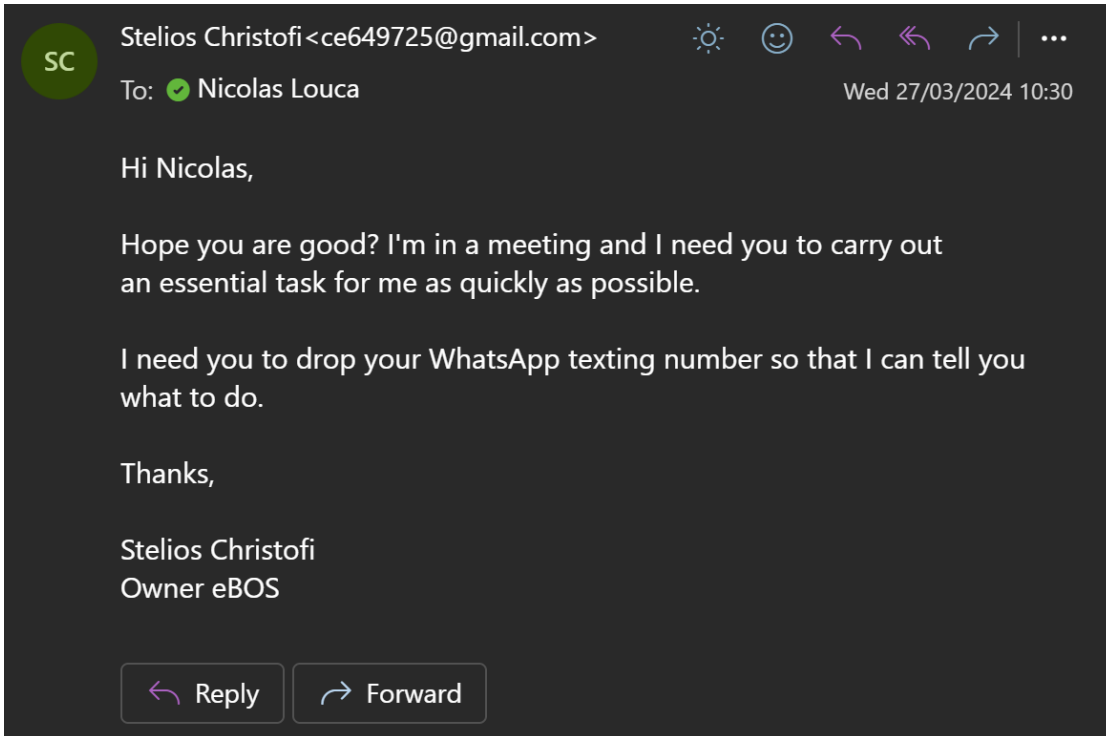 SC
Stelios Christofi<ce649725@gmail.com>
To: Nicolas Louca
Wed 27/03/2024 10:30
Hi Nicolas,
Hope you are good? I'm in a meeting and I need you to carry out
an essential task for me as quickly as possible.
I need you to drop your WhatsApp texting number so that I can tell you
what to do.
Thanks,
Stelios Christofi
Owner eBOS
Reply
Forward